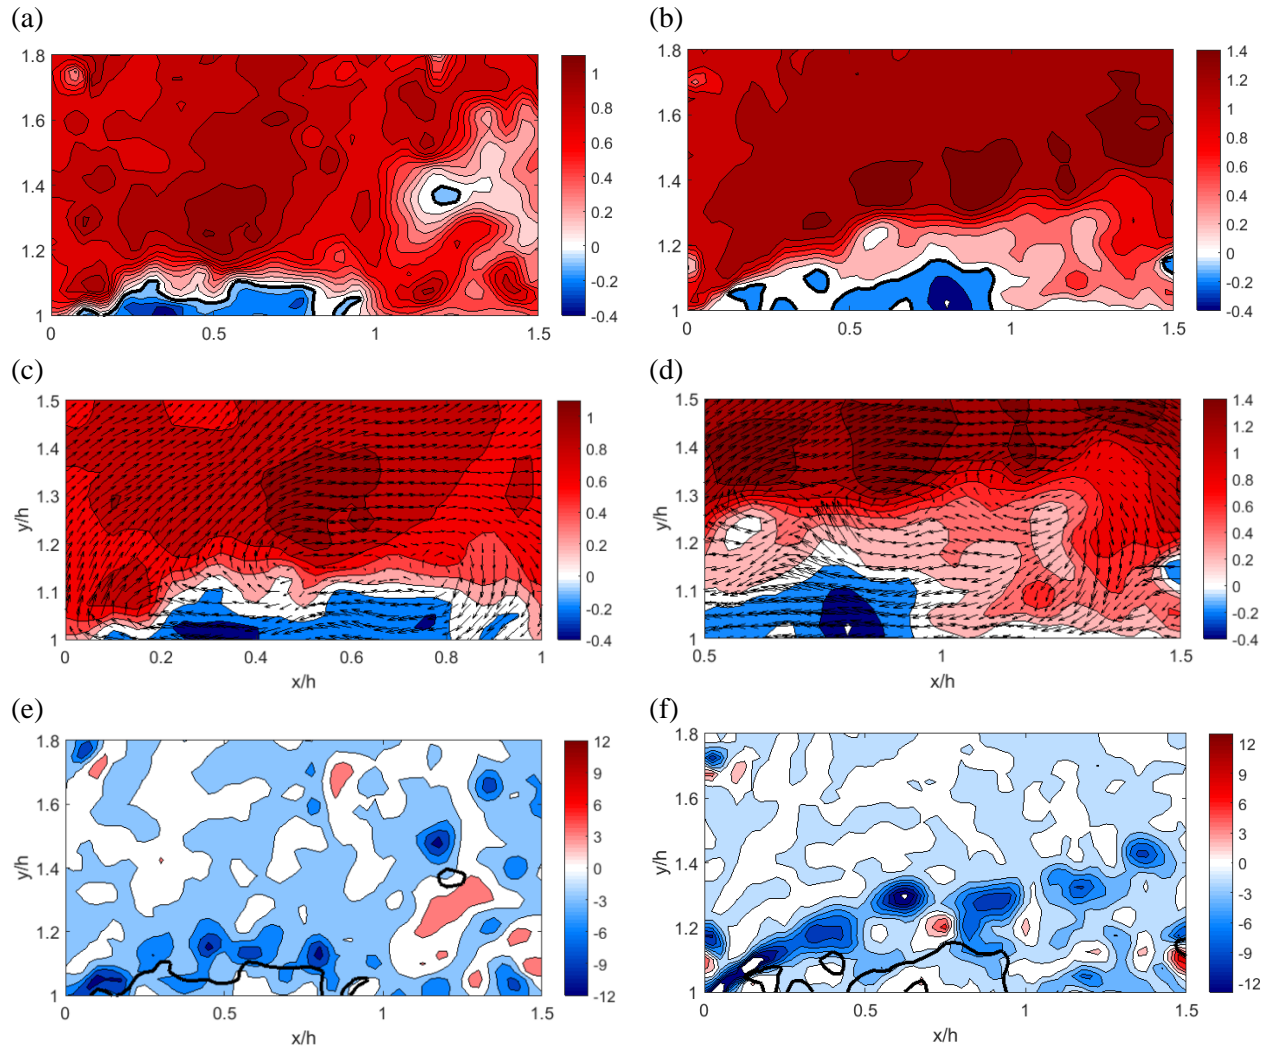 (a) (b)
1.8 1.6 1.4 1.2 1
0 0.5 1 1.5
1 0.8 0.6 0.4 0.2 0 -0.2 -0.4
1.8 1.6 1.4 1.2 1
0 0.5 1 1.5
1.4 1.2 1 0.8 0.6 0.4 0.2 0 -0.2 -0.4
(c) (d)
y/h
1.5 1.4 1.3 1.2 1.1 1
0 0.2 0.4 0.6 0.8 1
x/h
1 0.8 0.6 0.4 0.2 0 -0.2 -0.4
y/h
1.5 1.4 1.3 1.2 1.1 1
0.5 1 1.5
x/h
1.4 1.2 1 0.8 0.6 0.4 0.2 0 -0.2 -0.4
(e) (f)
y/h
1.8 1.6 1.4 1.2 1
0 0.5 1 1.5
x/h
12 9 6 3 0 -3 -6 -9 -12
y/h
1.8 1.6 1.4 1.2 1
0 0.5 1 1.5
x/h
12 9 6 3 0 -3 -6 -9 -12